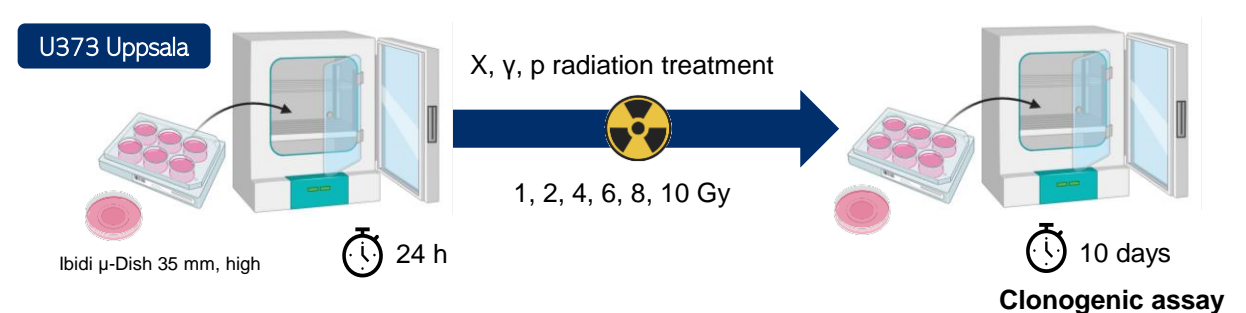 U373 Uppsala
X, γ, p radiation treatment
1, 2, 4, 6, 8, 10 Gy
Ibidi µ-Dish 35 mm, high
24 h
10 days
Clonogenic assay